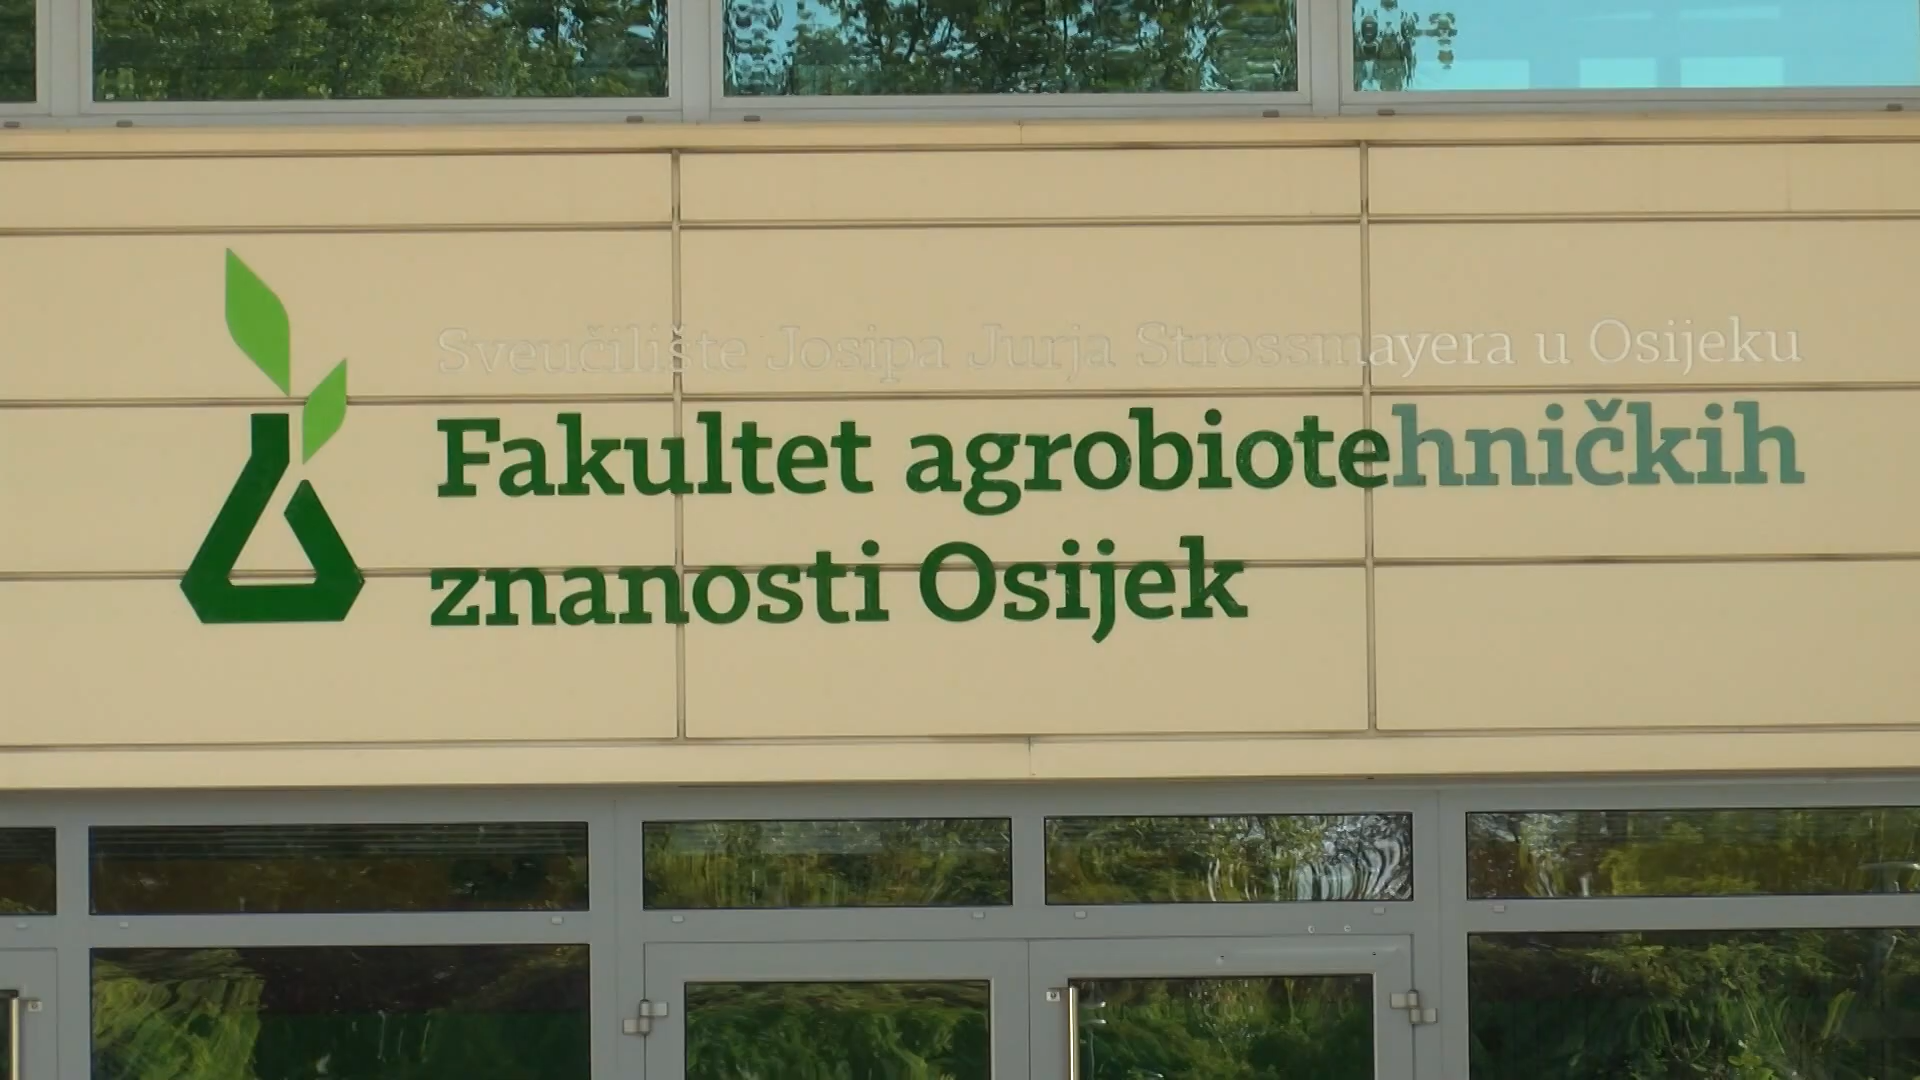 Sveučilište Josipa Jurja Strossmayera u Osijeku
Fakultet agrobiotehničkih
znanosti Osijek